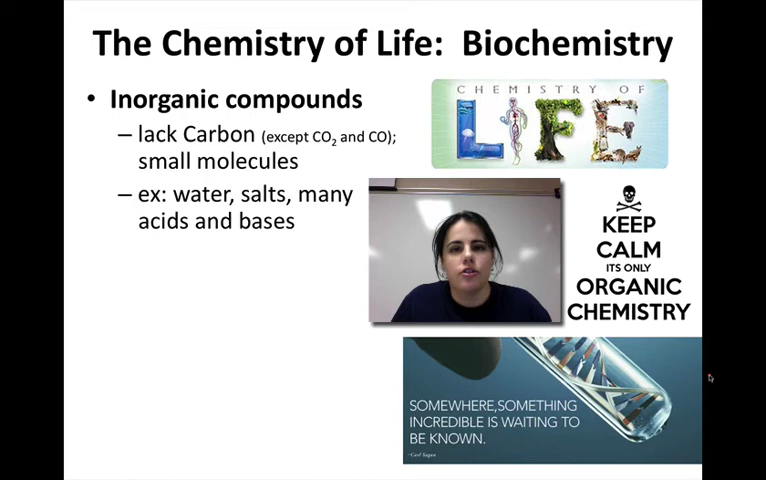 The Chemistry of Life: Biochemistry
• Inorganic compounds
– lack Carbon (except CO₂ and CO);
small molecules
– ex: water, salts, many
acids and bases
CHEMISTRY OF
LIFE
KEEP
CALM
ITS ONLY
ORGANIC
CHEMISTRY
SOMEWHERE,SOMETHING
INCREDIBLE IS WAITING TO
BE KNOWN.
~Carl Sagan